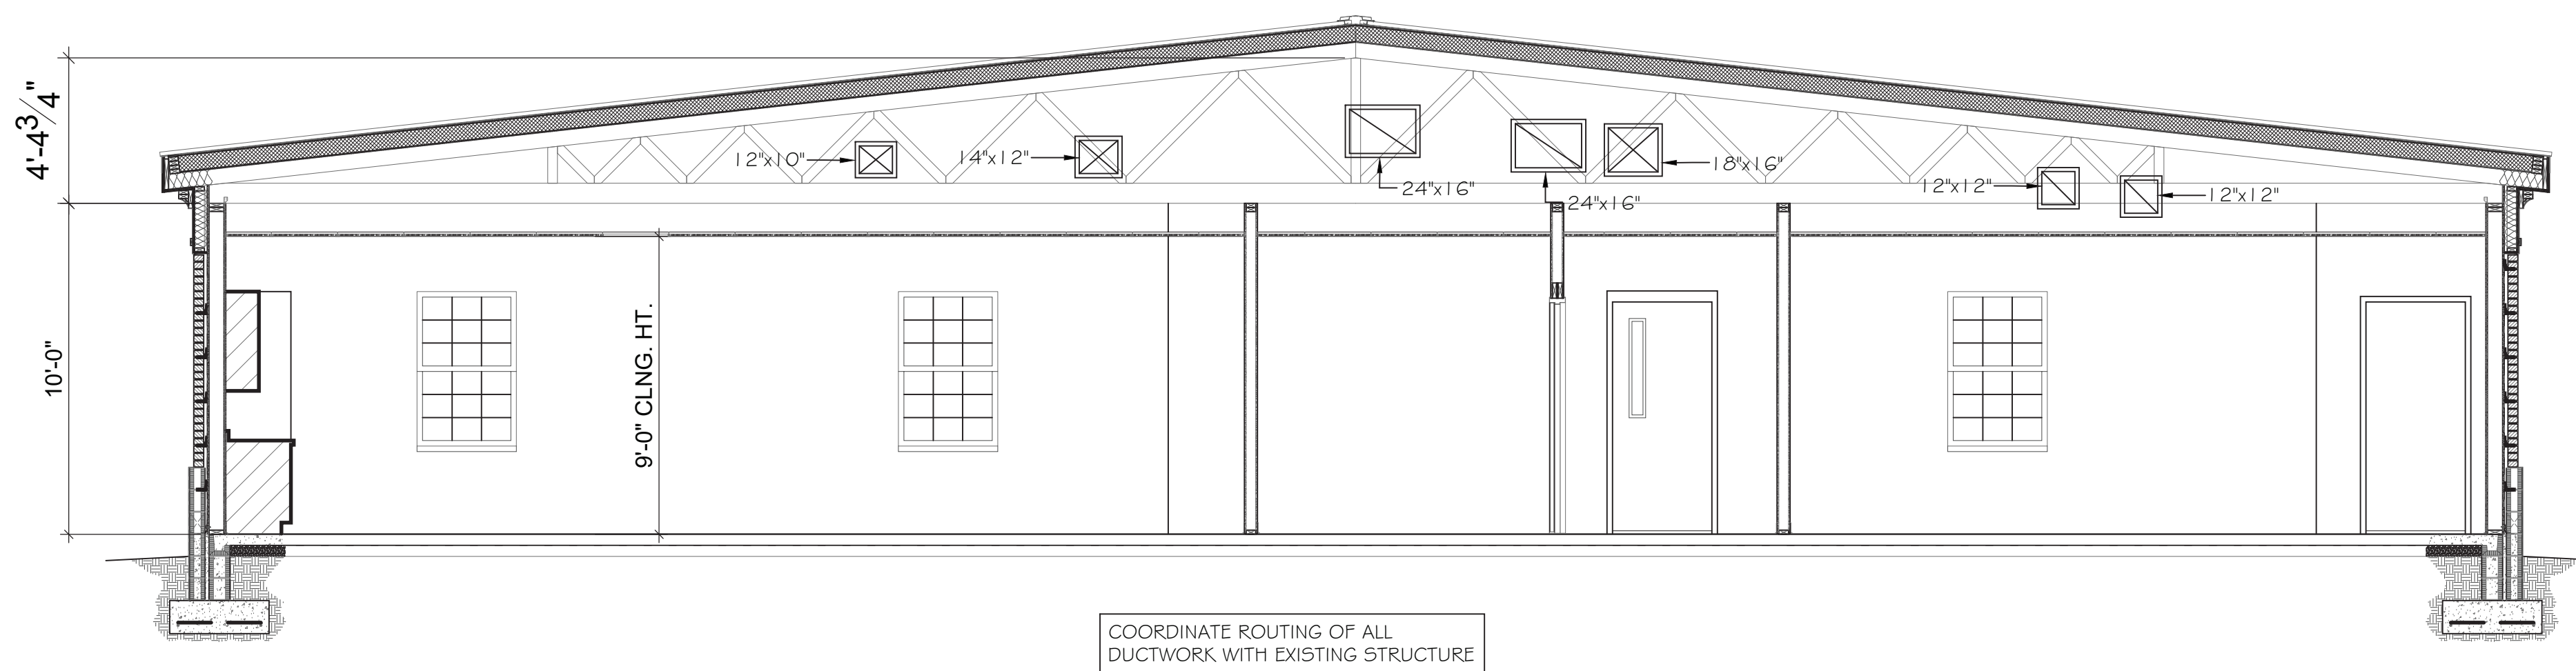 4'-4 3/4"
12"x10"
14"x12"
24"x16"
24"x16"
18"x16"
12"x12"
12"x12"
10'-0"
9'-0" CLNG. HT.
COORDINATE ROUTING OF ALL
DUCTWORK WITH EXISTING STRUCTURE